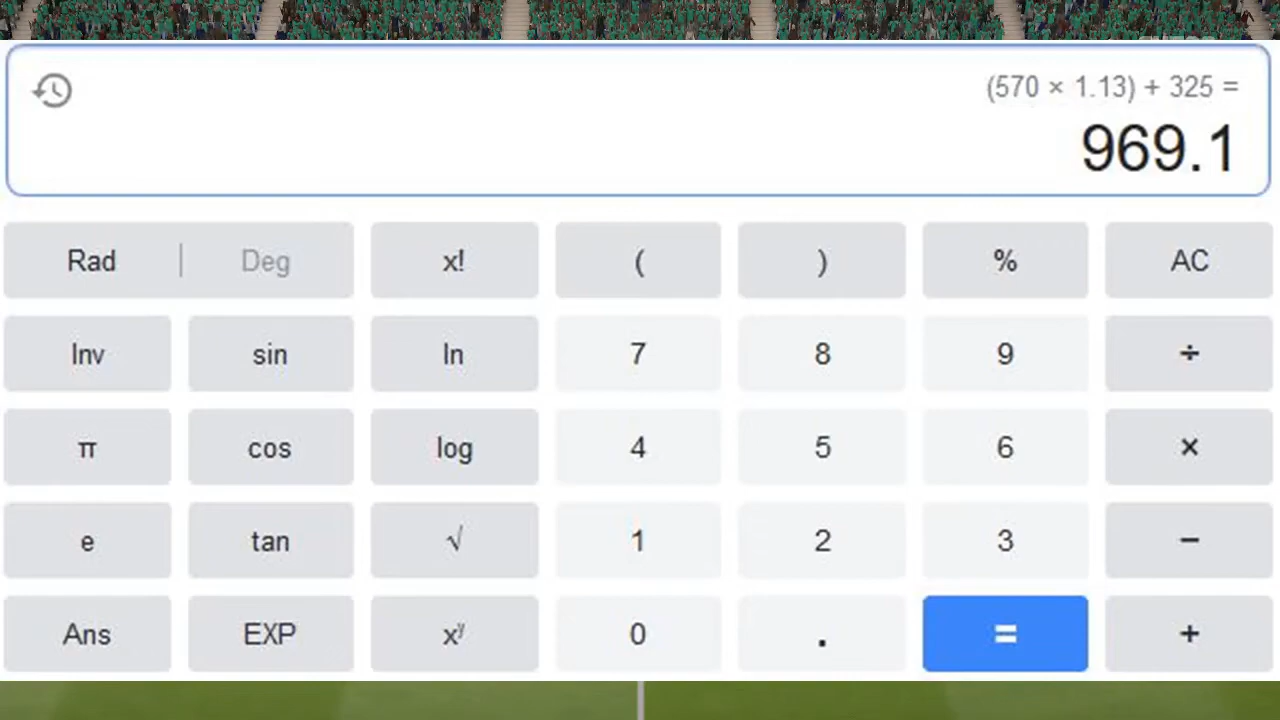 (570 × 1.13) + 325 =
969.1
Rad | Deg x! ( ) % AC
Inv sin ln 7 8 9 ÷
π cos log 4 5 6 ×
e tan √ 1 2 3 −
Ans EXP xʸ 0 . = +